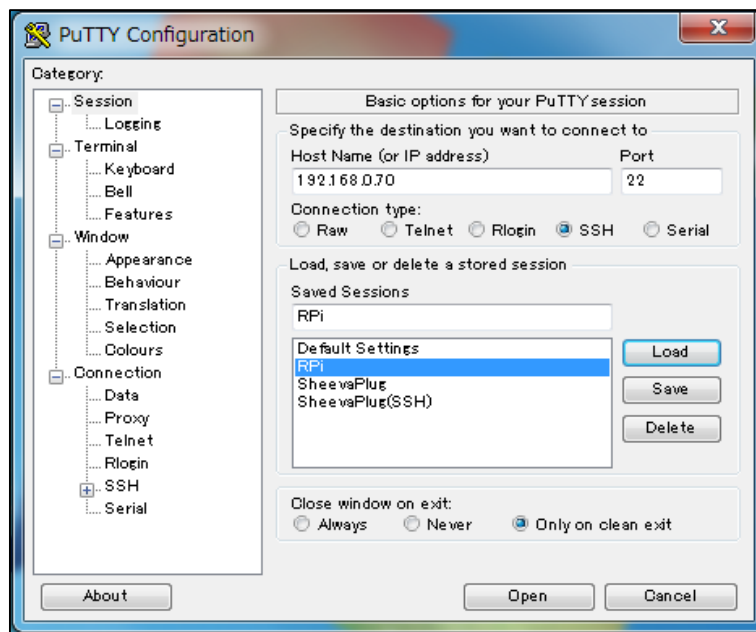 PuTTY Configuration
Category:
Session
Logging
Terminal
Keyboard
Bell
Features
Window
Appearance
Behaviour
Translation
Selection
Colours
Connection
Data
Proxy
Telnet
Rlogin
SSH
Serial
Basic options for your PuTTY session
Specify the destination you want to connect to
Host Name (or IP address) Port
192.168.0.70 22
Connection type:
Raw Telnet Rlogin SSH Serial
Load, save or delete a stored session
Saved Sessions
RPi
Default Settings
RPi
SheevaPlug
SheevaPlug(SSH)
Load
Save
Delete
Close window on exit:
Always Never Only on clean exit
About Open Cancel